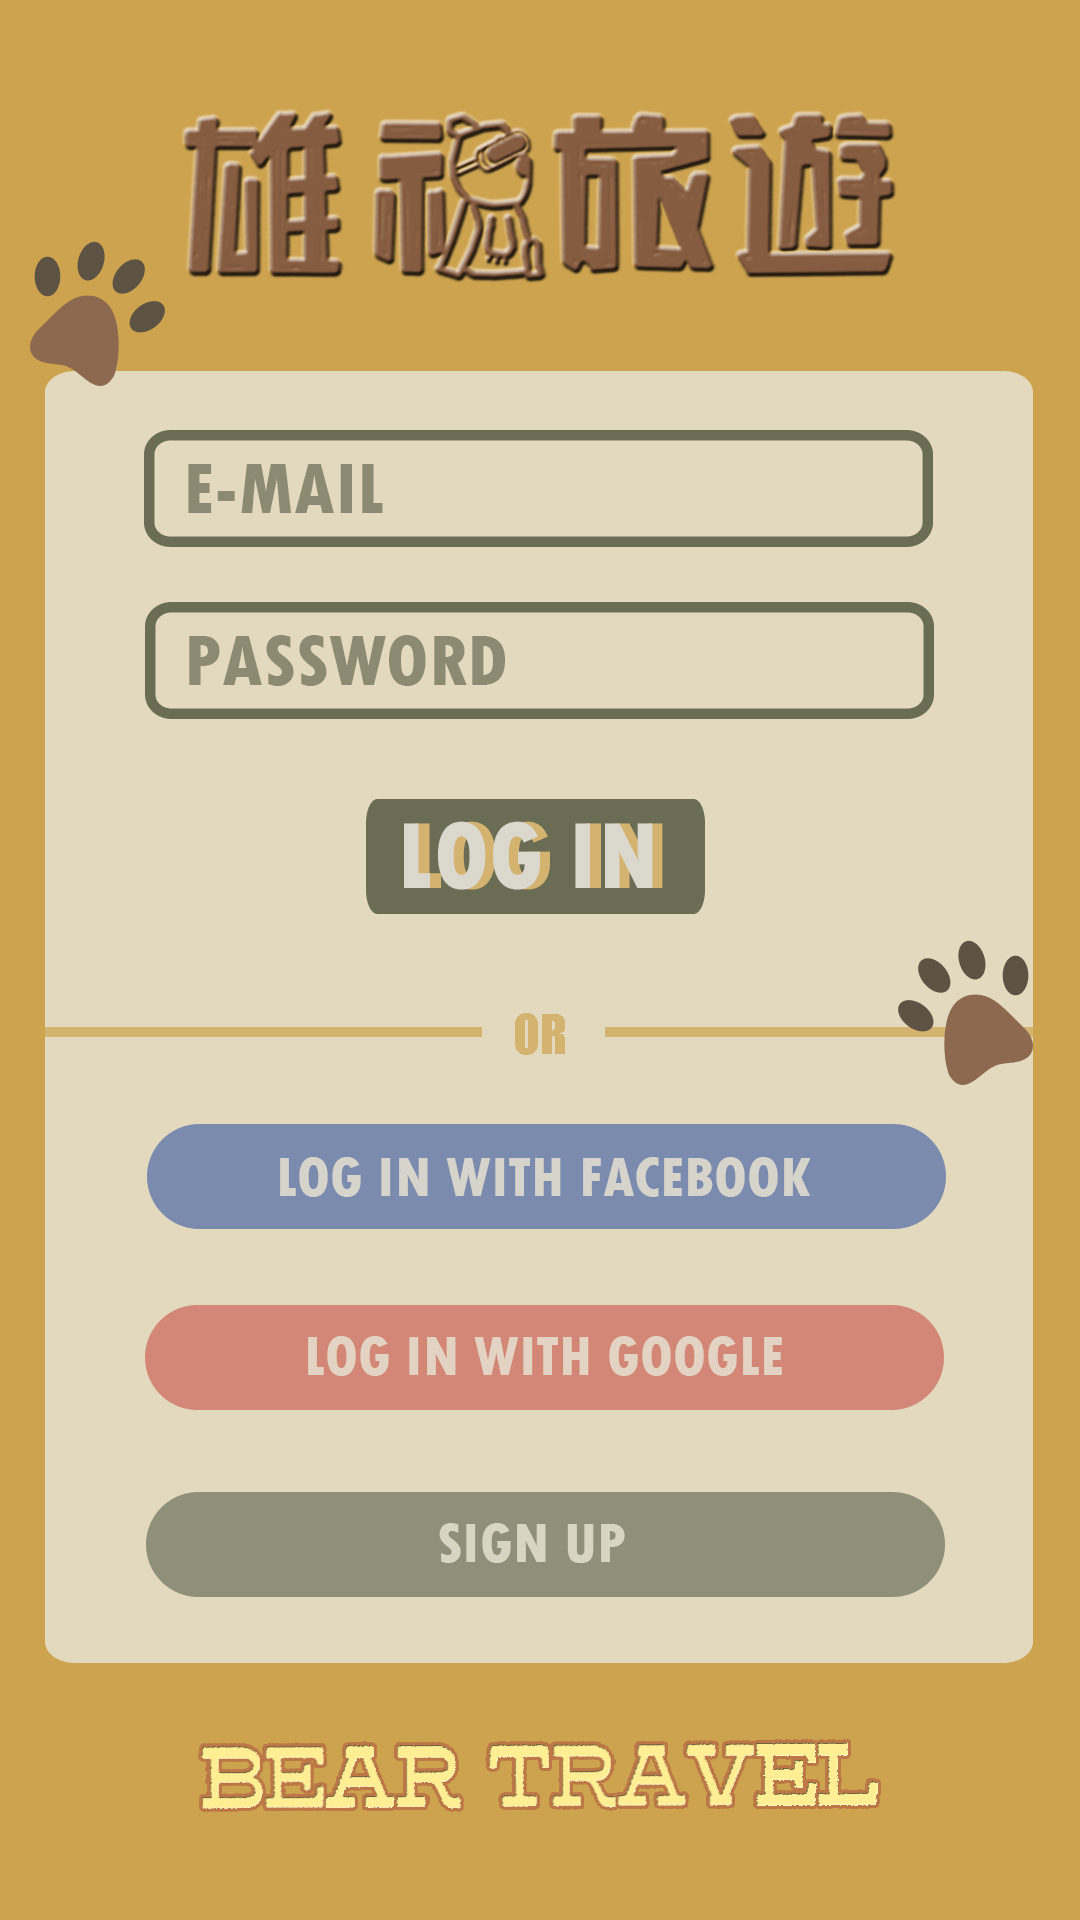 雄視旅遊
E-MAIL
PASSWORD
LOG IN
OR
LOG IN WITH FACEBOOK
LOG IN WITH GOOGLE
SIGN UP
BEAR TRAVEL